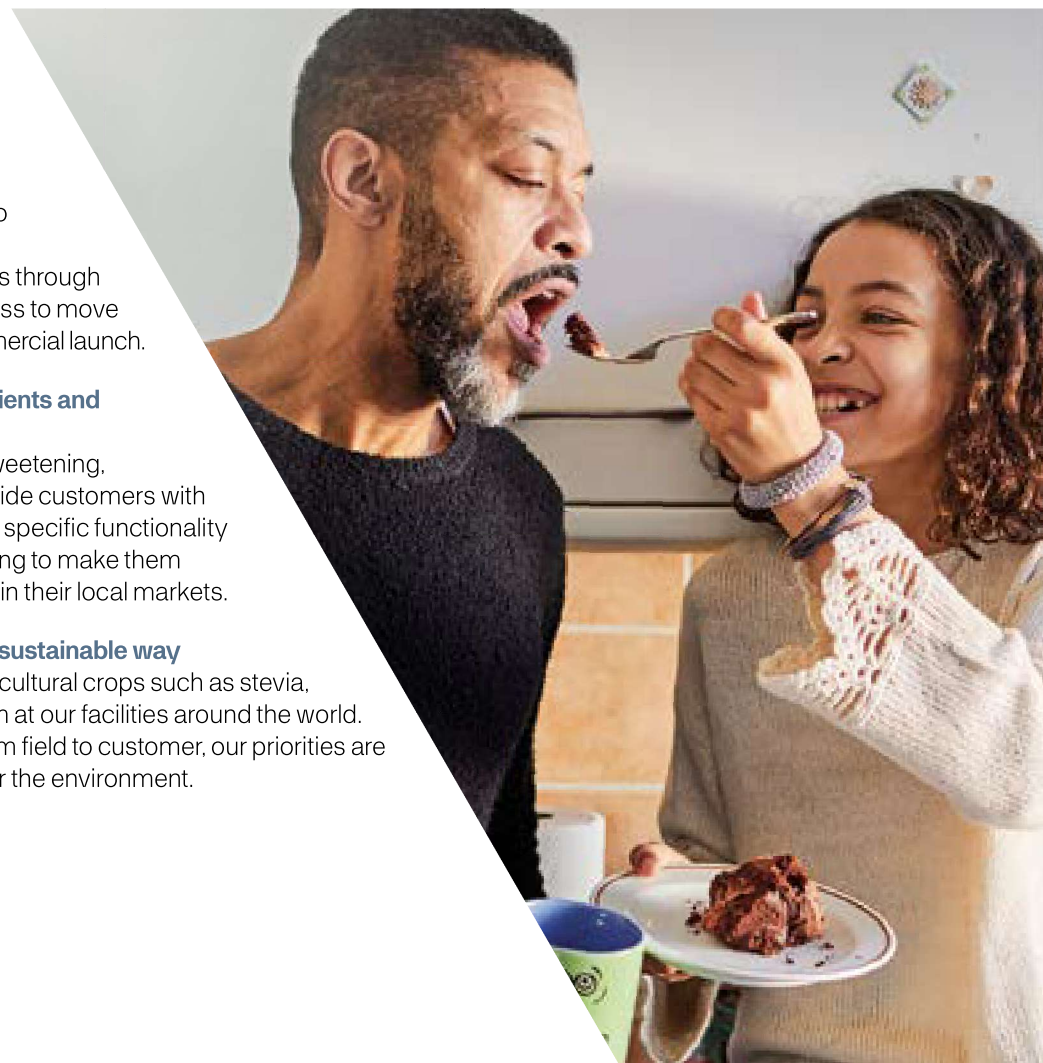 o
s through
ss to move
nercial launch.
ients and
weetening,
ide customers with
specific functionality
ng to make them
in their local markets.
sustainable way
cultural crops such as stevia,
n at our facilities around the world.
m field to customer, our priorities are
r the environment.